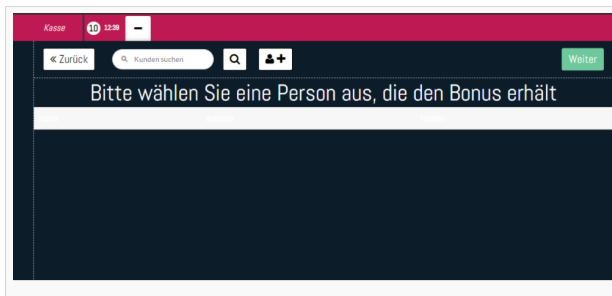 Kasse 10 12:39
« Zurück Kunden suchen Weiter
Bitte wählen Sie eine Person aus, die den Bonus erhält